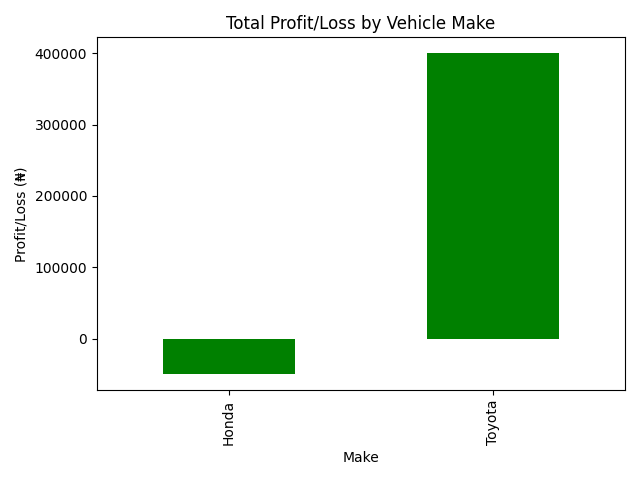 Total Profit/Loss by Vehicle Make
Profit/Loss (₦)
400000
300000
200000
100000
0
Honda
Toyota
Make